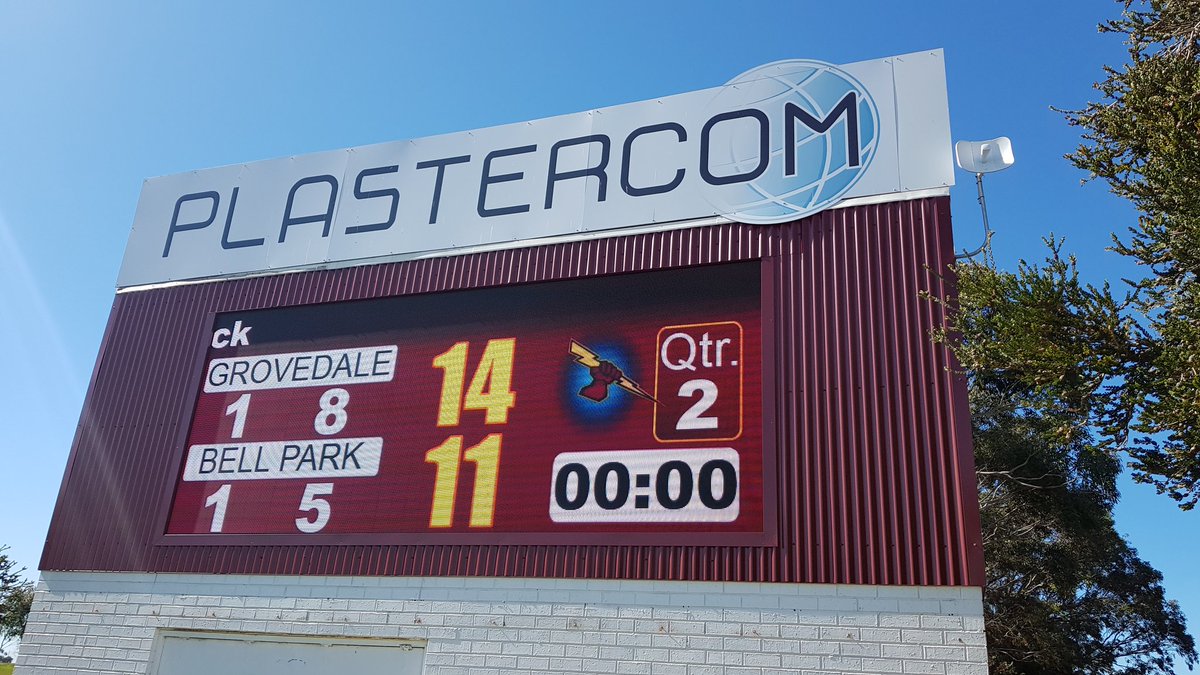 PLASTERCOM
ck
GROVEDALE
1 8 14
BELL PARK
1 5 11
Qtr.
2
00:00